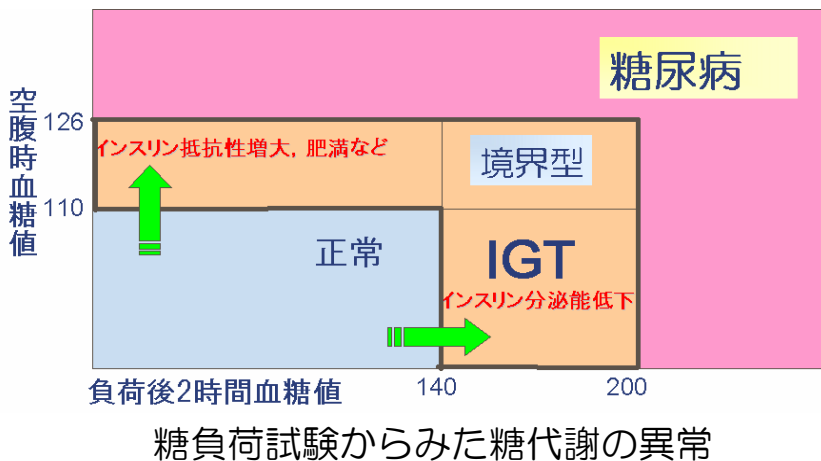 糖尿病
空腹時血糖値
126
インスリン抵抗性増大, 肥満など
境界型
110
正常
IGT
インスリン分泌能低下
負荷後2時間血糖値
140
200
糖負荷試験からみた糖代謝の異常